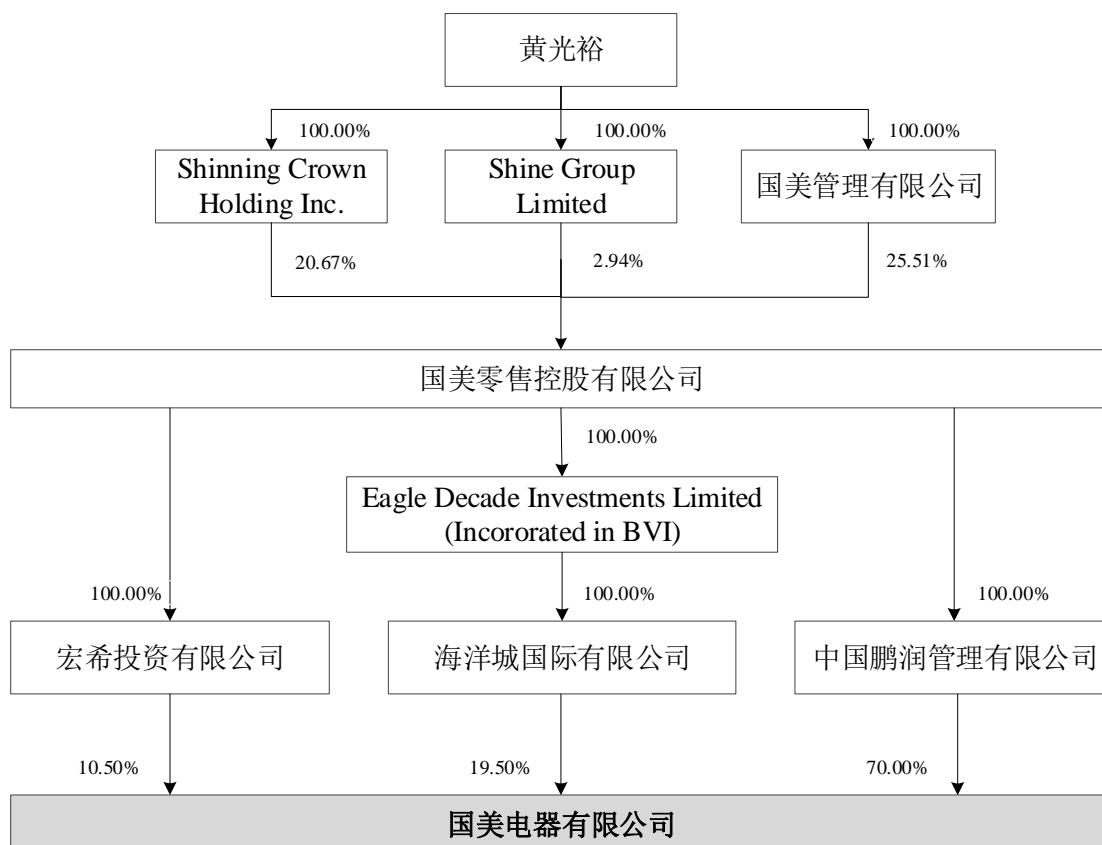 黄光裕
100.00%
100.00%
100.00%
Shinning Crown
Holding Inc.
Shine Group
Limited
国美管理有限公司
20.67%
2.94%
25.51%
国美零售控股有限公司
100.00%
Eagle Decade Investments Limited
(Incororated in BVI)
100.00%
100.00%
100.00%
宏希投资有限公司
海洋城国际有限公司
中国鹏润管理有限公司
10.50%
19.50%
70.00%
国美电器有限公司